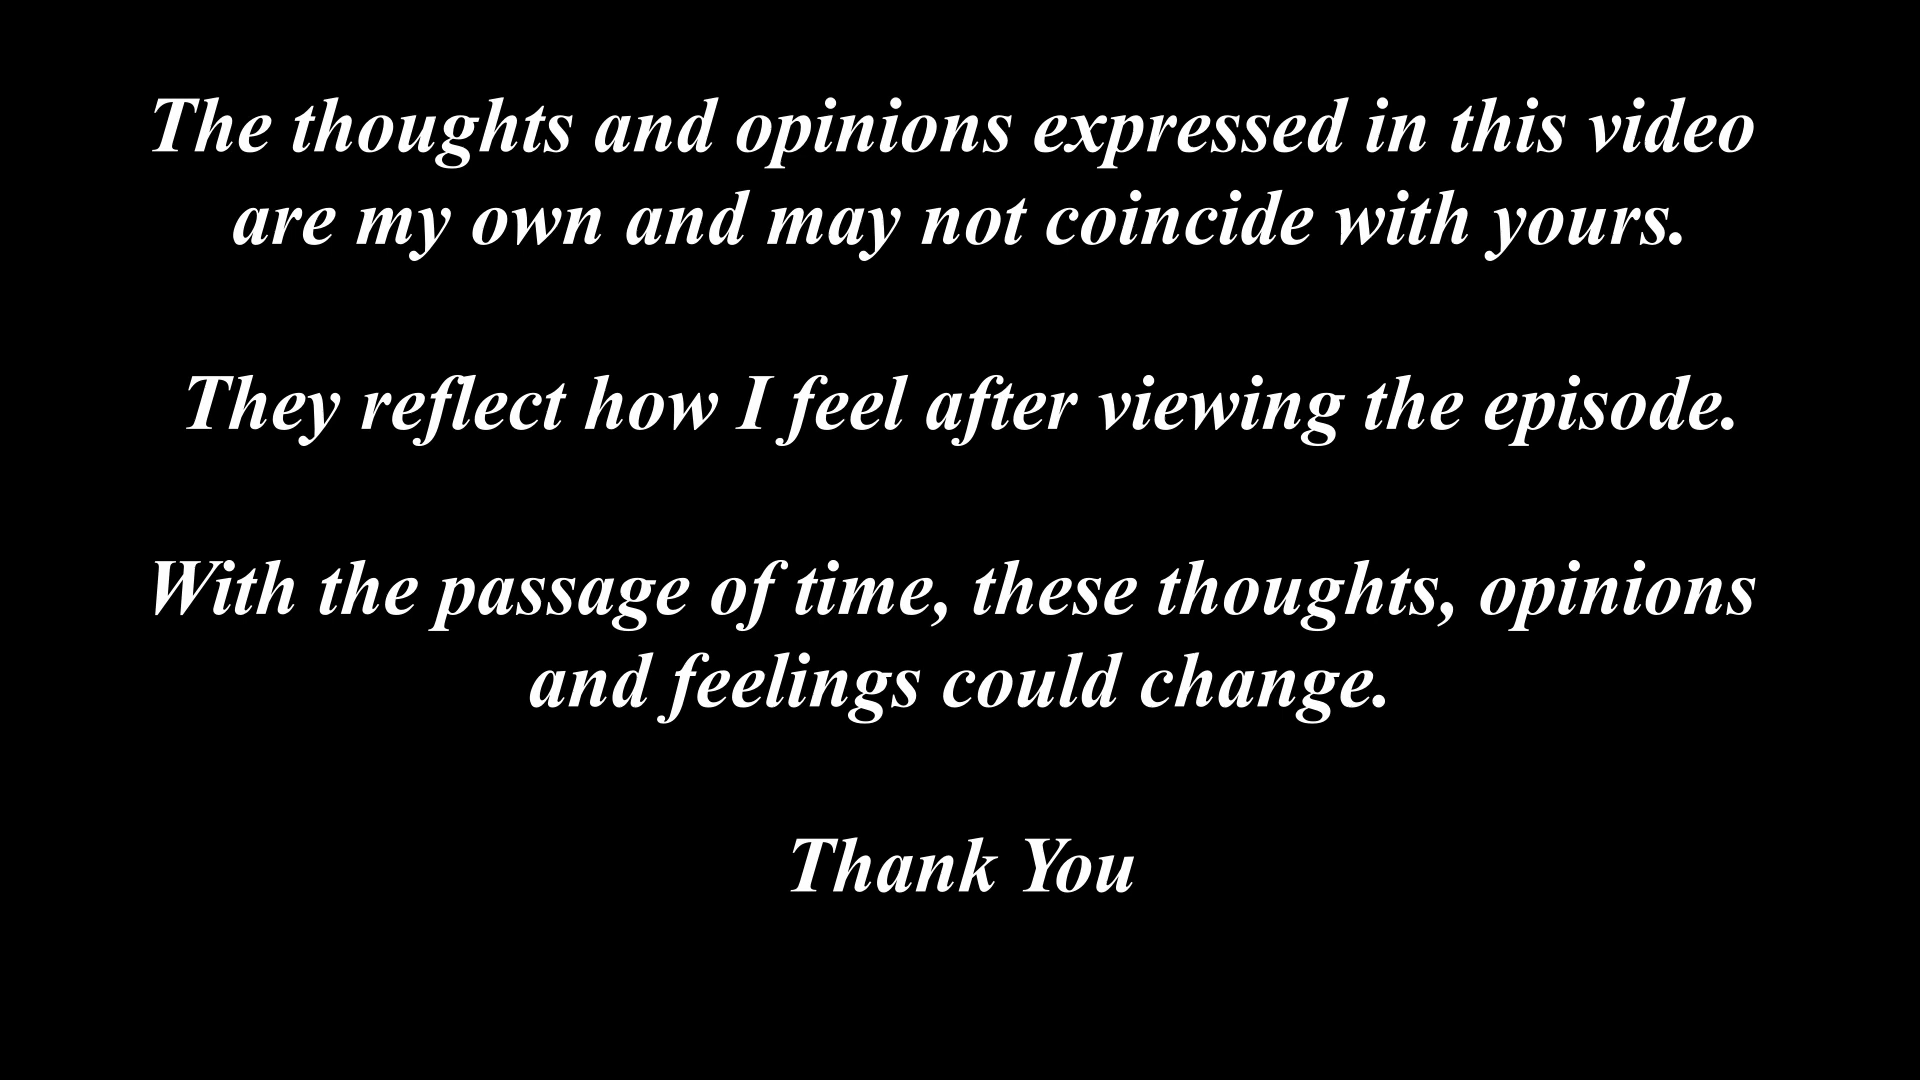 The thoughts and opinions expressed in this video
are my own and may not coincide with yours.
They reflect how I feel after viewing the episode.
With the passage of time, these thoughts, opinions
and feelings could change.
Thank You